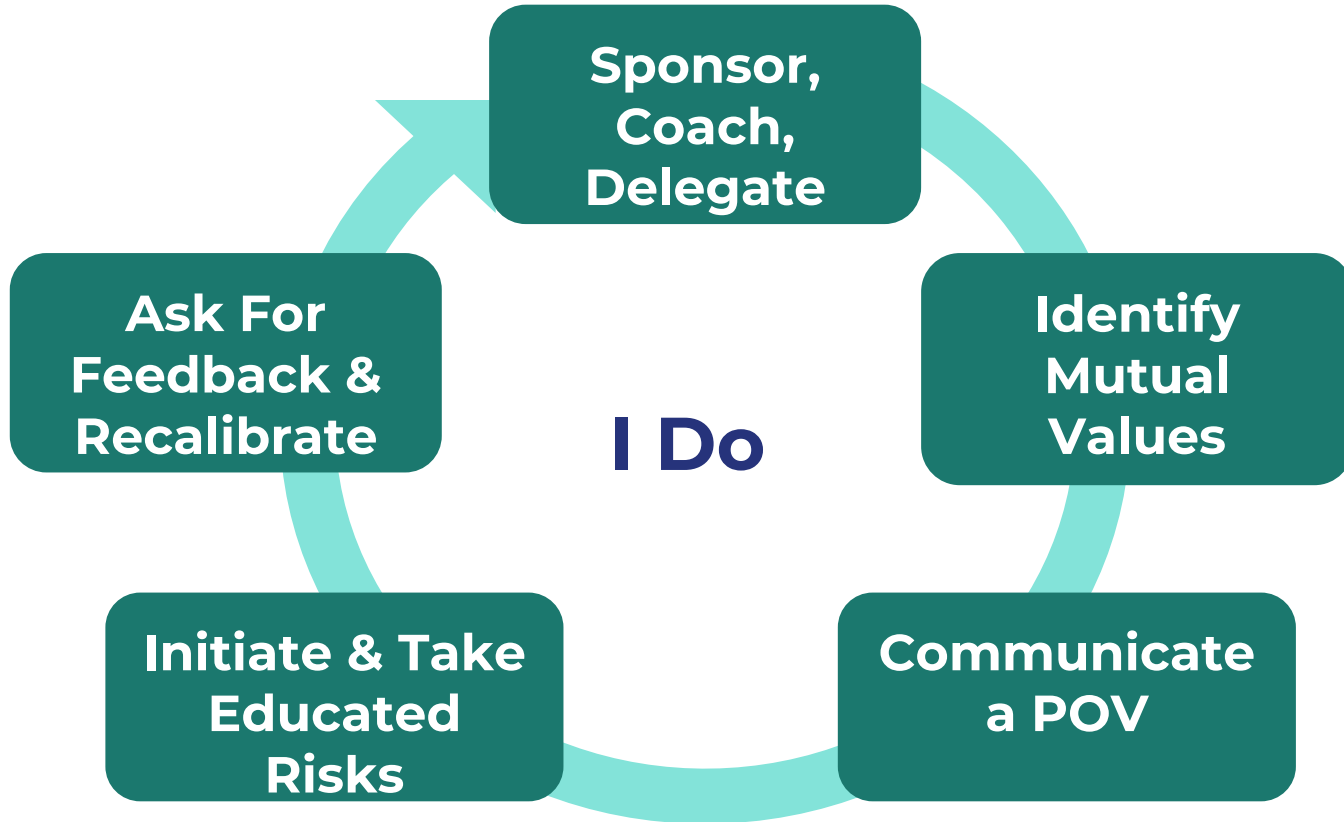 Sponsor,
Coach,
Delegate
Identify
Mutual
Values
Communicate
a POV
Initiate & Take
Educated
Risks
Ask For
Feedback &
Recalibrate
I Do